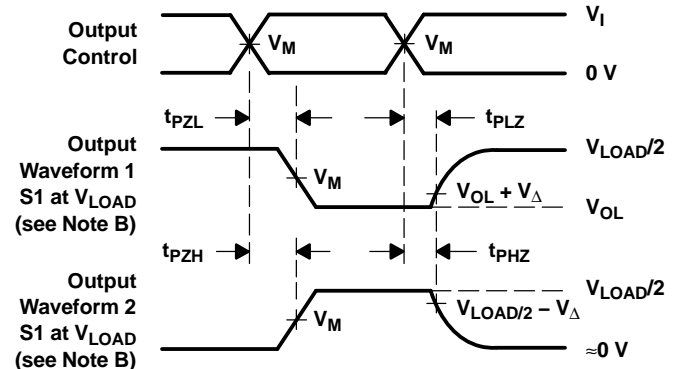 Output
Control
V_M
V_M
V_I
0 V
t_PZL
t_PLZ
Output
Waveform 1
S1 at V_LOAD
(see Note B)
V_M
V_LOAD/2
V_OL + V_Δ
V_OL
t_PZH
t_PHZ
Output
Waveform 2
S1 at V_LOAD
(see Note B)
V_M
V_LOAD/2
V_LOAD/2 – V_Δ
≈0 V